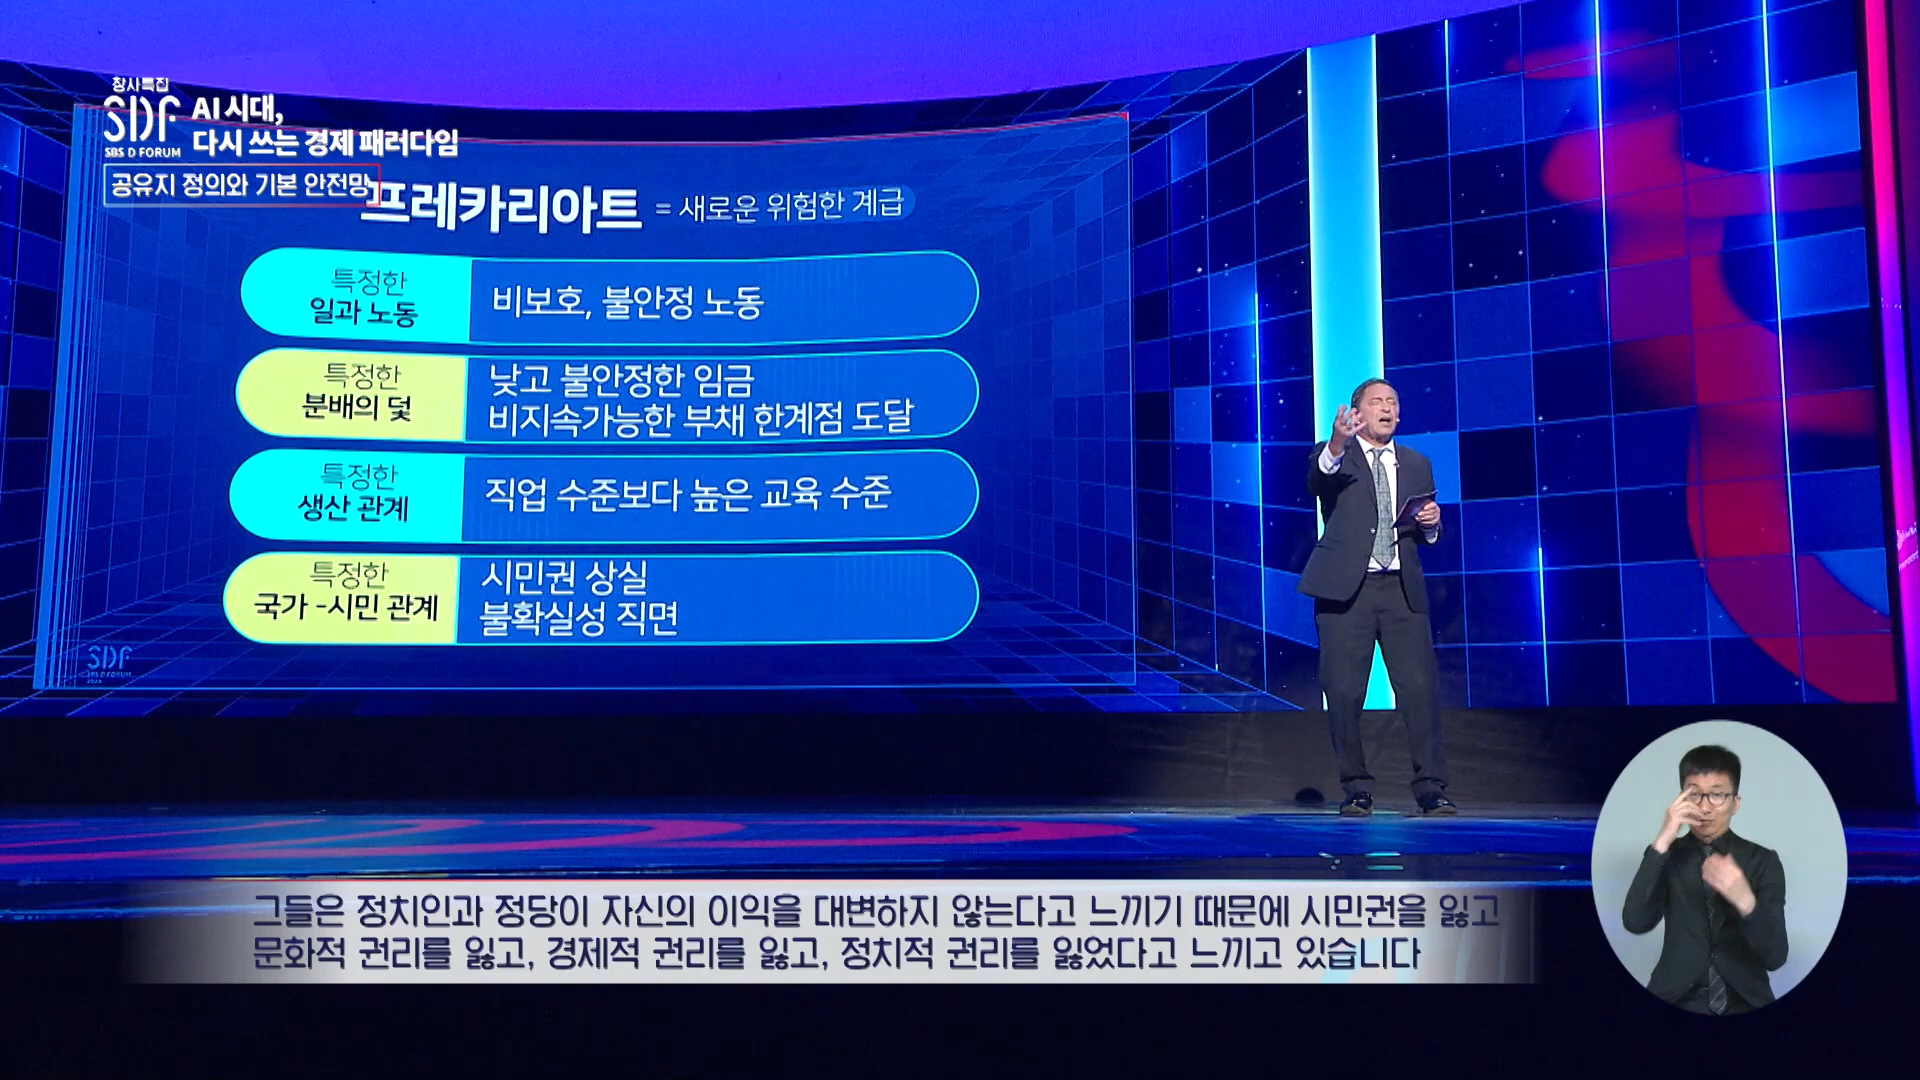 창사특집
SDF
SBS D FORUM
AI 시대,
다시 쓰는 경제 패러다임
공유지 정의와 기본 안전망
프레카리아트 = 새로운 위험한 계급
특정한
일과 노동
비보호, 불안정 노동
특정한
분배의 덫
낮고 불안정한 임금
비지속가능한 부채 한계점 도달
특정한
생산 관계
직업 수준보다 높은 교육 수준
특정한
국가 -시민 관계
시민권 상실
불확실성 직면
SDF
SBS D FORUM
그들은 정치인과 정당이 자신의 이익을 대변하지 않는다고 느끼기 때문에 시민권을 잃고
문화적 권리를 잃고, 경제적 권리를 잃고, 정치적 권리를 잃었다고 느끼고 있습니다